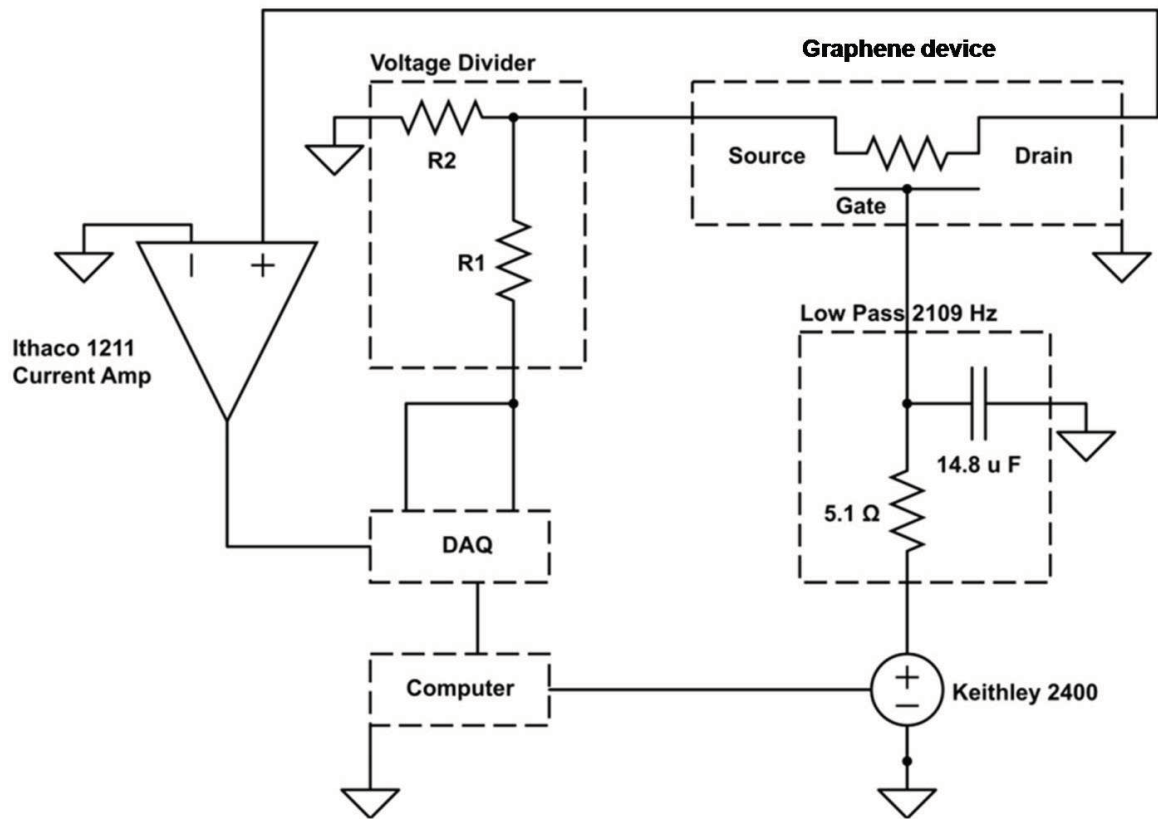 Graphene device
Voltage Divider
R2
Source
Drain
Gate
R1
− +
Low Pass 2109 Hz
Ithaco 1211
Current Amp
14.8 u F
5.1 Ω
DAQ
Computer
+
−
Keithley 2400